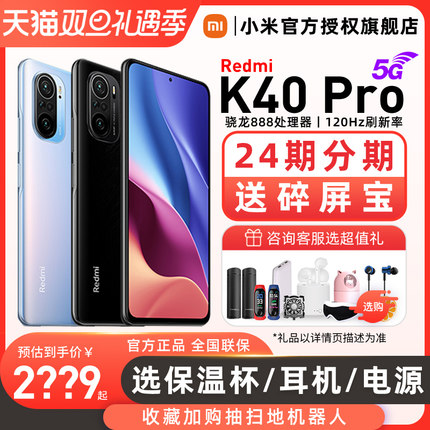 天猫双旦礼遇季
小米官方授权旗舰店
Redmi
5G
K40 Pro
骁龙888处理器 | 120Hz刷新率
24期分期
送碎屏宝
咨询客服选超值礼
选购
*礼品以详情页描述为准
Redmi
Redmi
预估到手价¥
2??9起
官方正品 全国联保
选保温杯/耳机/电源
收藏加购抽扫地机器人